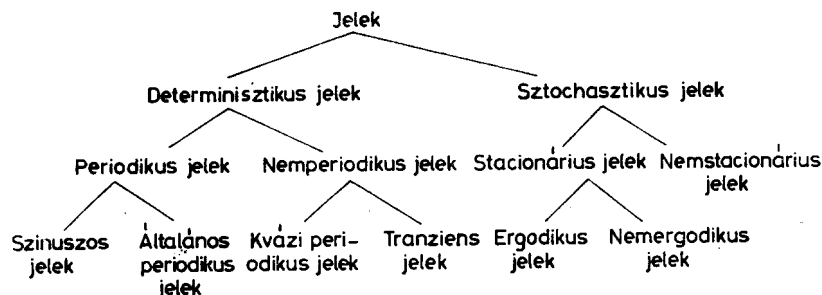 Jelek
Determinisztikus jelek
Sztochasztikus jelek
Periodikus jelek
Nemperiodikus jelek
Stacionárius jelek
Nemstacionárius
jelek
Szinuszos
jelek
Általános
periodikus
jelek
Kvázi peri-
odikus jelek
Tranziens
jelek
Ergodikus
jelek
Nemergodikus
jelek